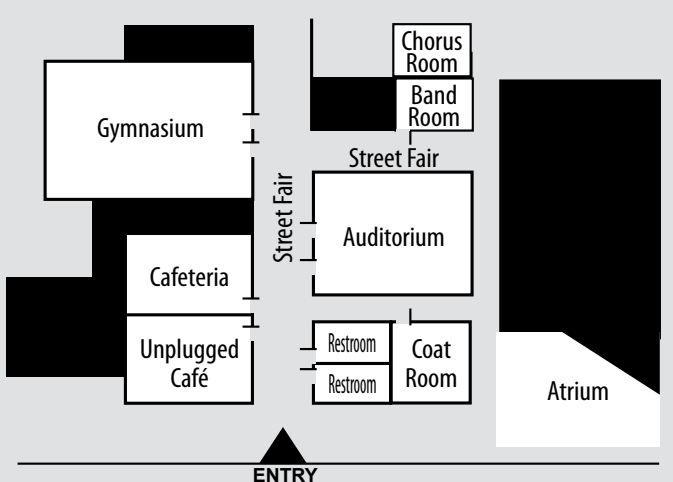 Chorus
Room
Band
Room
Gymnasium
Street Fair
Street Fair
Auditorium
Cafeteria
Unplugged
Café
Restroom
Restroom
Coat
Room
Atrium
ENTRY